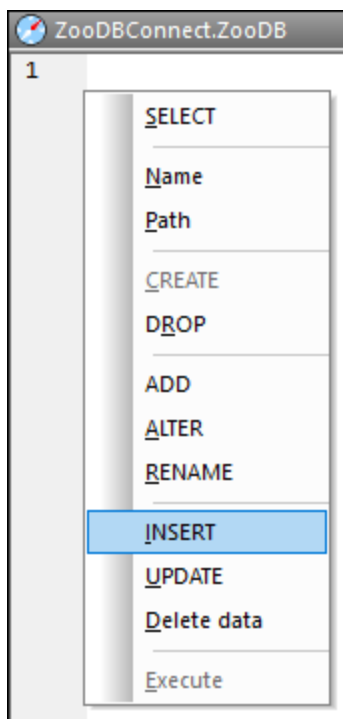 ZooDBConnect.ZooDB
1
SELECT
Name
Path
CREATE
DROP
ADD
ALTER
RENAME
INSERT
UPDATE
Delete data
Execute